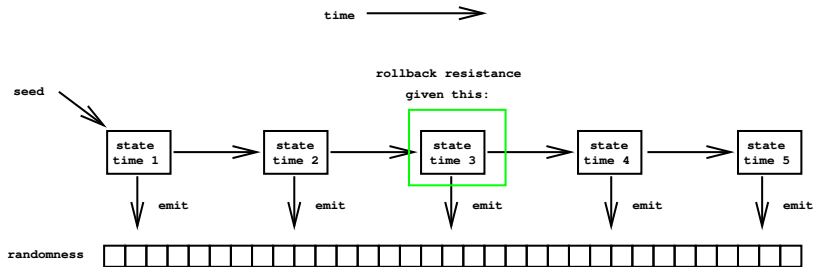 time
rollback resistance
given this:
seed
state
time 1
state
time 2
state
time 3
state
time 4
state
time 5
emit
emit
emit
emit
emit
randomness